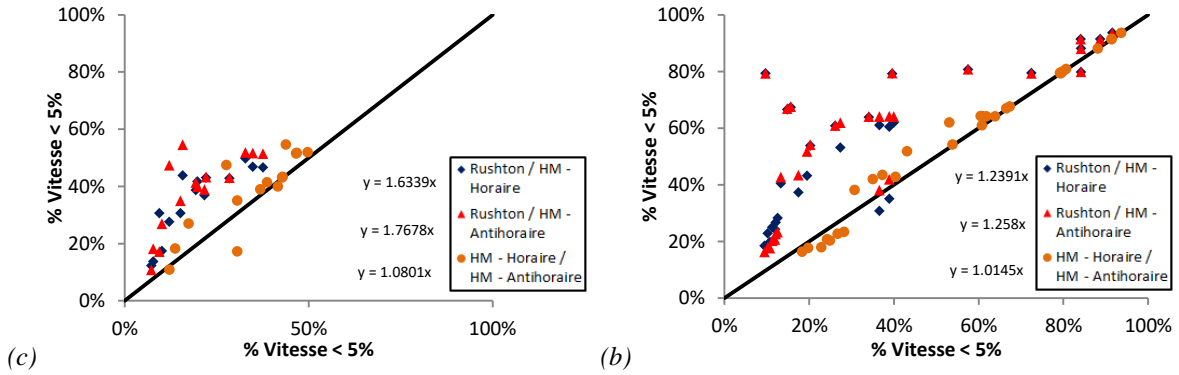 100%
80%
60%
40%
20%
0%
% Vitesse < 5%
y = 1.6339x
y = 1.7678x
y = 1.0801x
Rushton / HM -
Horaire
Rushton / HM -
Antihoraire
HM - Horaire /
HM - Antihoraire
0%
50%
100%
% Vitesse < 5%
(c)
100%
80%
60%
40%
20%
0%
% Vitesse < 5%
y = 1.2391x
y = 1.258x
y = 1.0145x
Rushton / HM -
Horaire
Rushton / HM -
Antihoraire
HM - Horaire /
HM - Antihoraire
0%
20%
40%
60%
80%
100%
% Vitesse < 5%
(b)